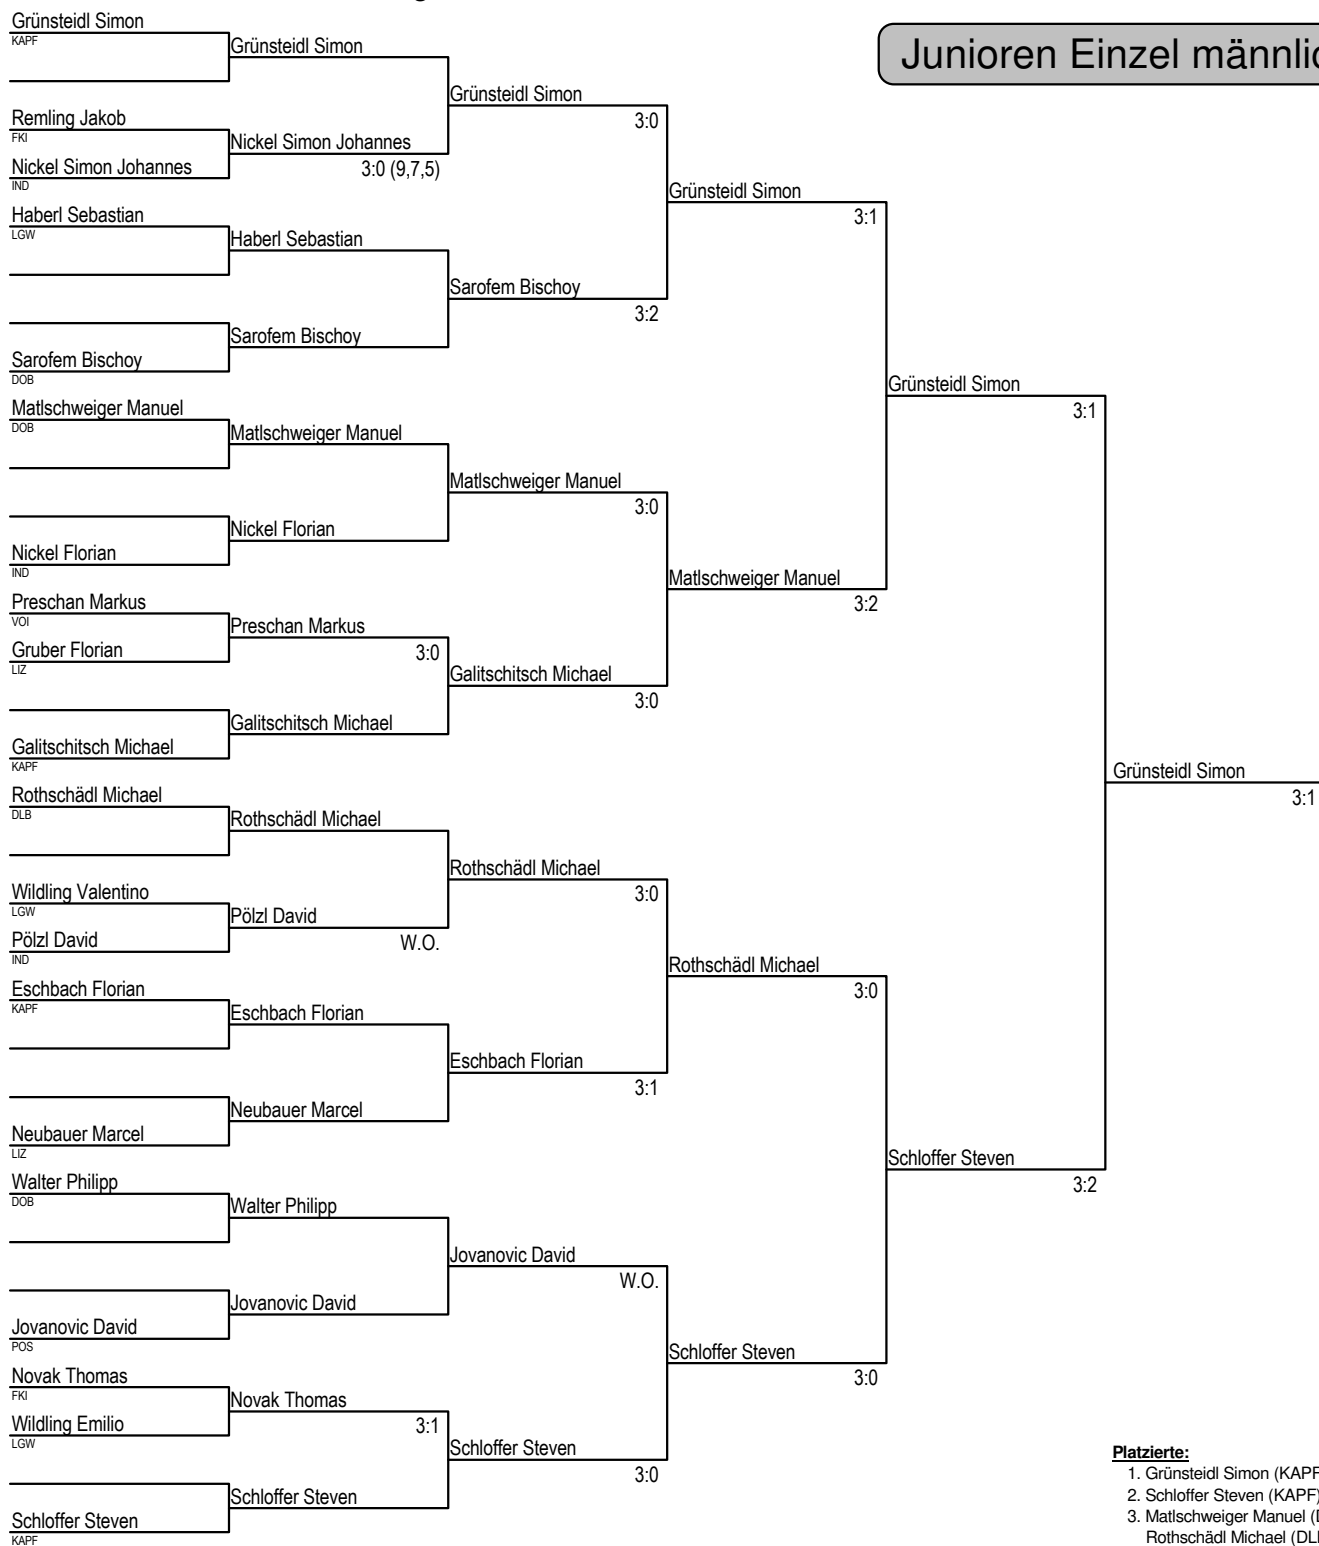 Junioren Einzel männlic
Grünsteidl Simon
KAPF
Remling Jakob
FKI
Nickel Simon Johannes
IND
Haberl Sebastian
LGW
Sarofem Bischoy
DOB
Matlschweiger Manuel
DOB
Nickel Florian
IND
Preschan Markus
VOI
Gruber Florian
LIZ
Galitschitsch Michael
KAPF
Rothschädl Michael
DLB
Wildling Valentino
LGW
Pölzl David
IND
Eschbach Florian
KAPF
Neubauer Marcel
LIZ
Walter Philipp
DOB
Jovanovic David
POS
Novak Thomas
FKI
Wildling Emilio
LGW
Schloffer Steven
KAPF
Grünsteidl Simon
Nickel Simon Johannes
3:0 (9,7,5)
Haberl Sebastian
Sarofem Bischoy
Matlschweiger Manuel
Nickel Florian
Preschan Markus
3:0
Galitschitsch Michael
Rothschädl Michael
Pölzl David
W.O.
Eschbach Florian
Neubauer Marcel
Walter Philipp
Jovanovic David
Novak Thomas
3:1
Schloffer Steven
Grünsteidl Simon
3:0
Sarofem Bischoy
3:2
Matlschweiger Manuel
3:0
Galitschitsch Michael
3:0
Rothschädl Michael
3:0
Eschbach Florian
3:1
Jovanovic David
W.O.
Schloffer Steven
3:0
Grünsteidl Simon
3:1
Matlschweiger Manuel
3:2
Rothschädl Michael
3:0
Schloffer Steven
3:0
Grünsteidl Simon
3:1
Schloffer Steven
3:2
Grünsteidl Simon
3:1
Platzierte:
1. Grünsteidl Simon (KAPF
2. Schloffer Steven (KAPF)
3. Matlschweiger Manuel (D
Rothschädl Michael (DLB